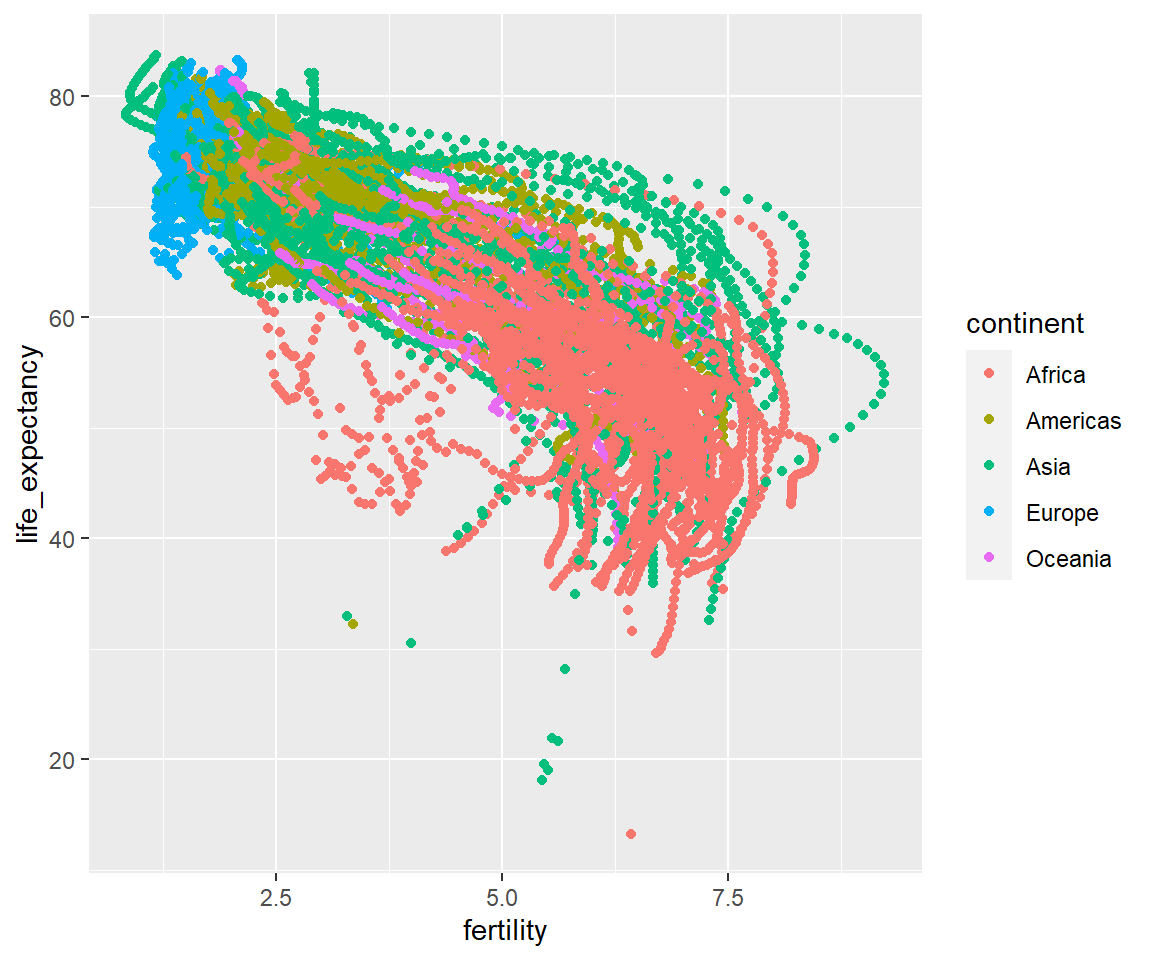 80
60
40
20
life_expectancy
2.5 5.0 7.5
fertility
continent
Africa
Americas
Asia
Europe
Oceania